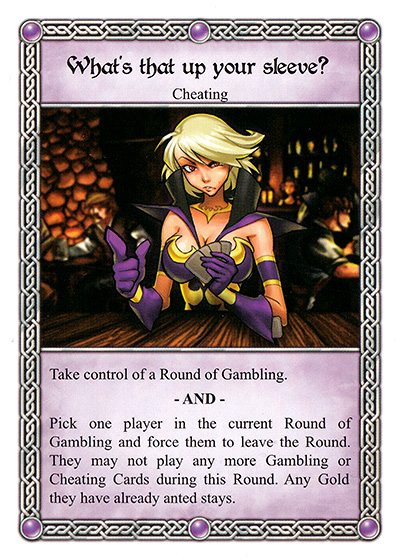 What's that up your sleeve?
Cheating
Take control of a Round of Gambling.
- AND -
Pick one player in the current Round of
Gambling and force them to leave the Round.
They may not play any more Gambling or
Cheating Cards during this Round. Any Gold
they have already anted stays.